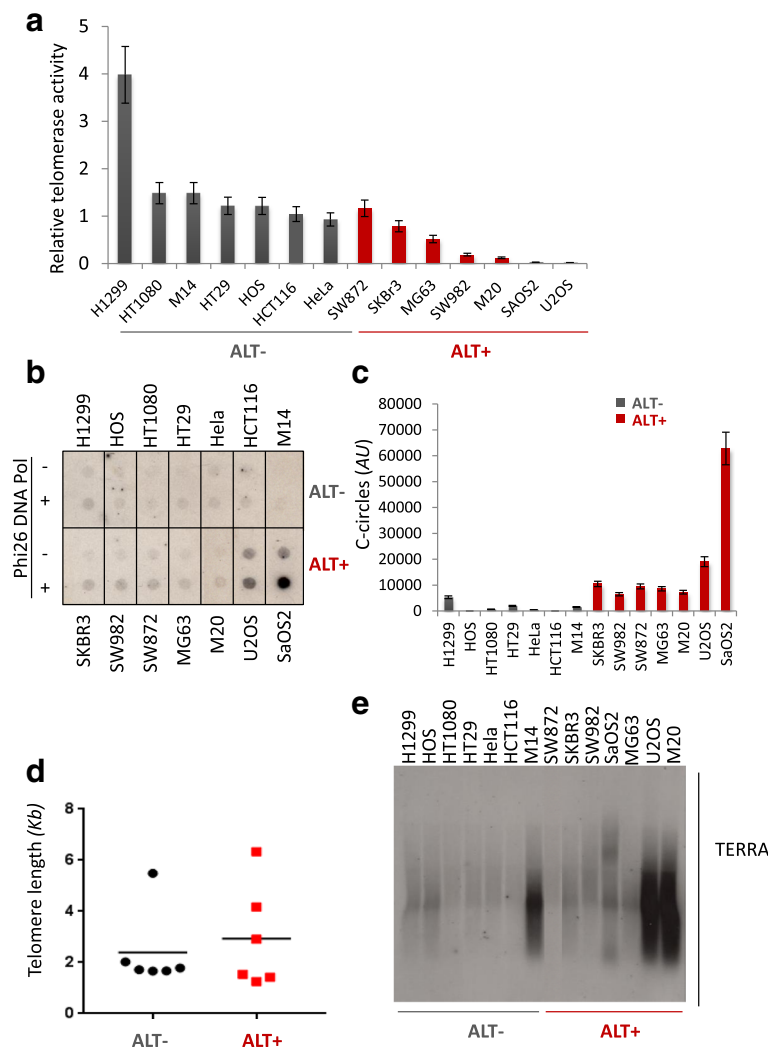 a
Relative telomerase activity
5
4
3
2
1
0
H1299
HT1080
M14
HT29
HOS
HCT116
HeLa
SW872
SKBr3
MG63
SW982
M20
SAOS2
U2OS
ALT-
ALT+
b
H1299
HOS
HT1080
HT29
Hela
HCT116
M14
Phi26 DNA Pol
-
+
-
+
ALT-
ALT+
SKBR3
SW982
SW872
MG63
M20
U2OS
SaOS2
c
ALT-
ALT+
C-circles (AU)
80000
70000
60000
50000
40000
30000
20000
10000
0
H1299
HOS
HT1080
HT29
HeLa
HCT116
M14
SKBR3
SW982
SW872
MG63
M20
U2OS
SaOS2
d
Telomere length (Kb)
8
6
4
2
0
ALT-
ALT+
e
H1299
HOS
HT1080
HT29
Hela
HCT116
M14
SW872
SKBR3
SW982
SaOS2
MG63
U2OS
M20
TERRA
ALT-
ALT+